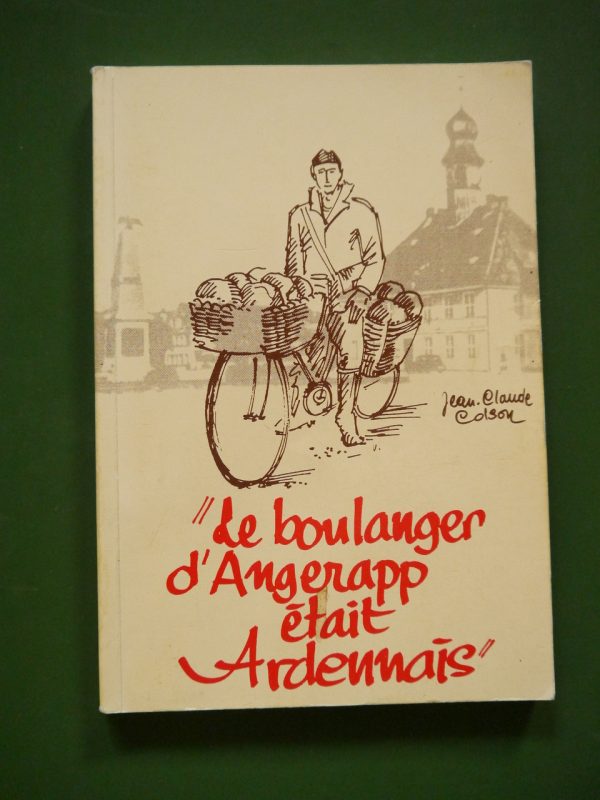 Jean-Claude
Colson
"Le boulanger
d'Angerapp
était
Ardennais"